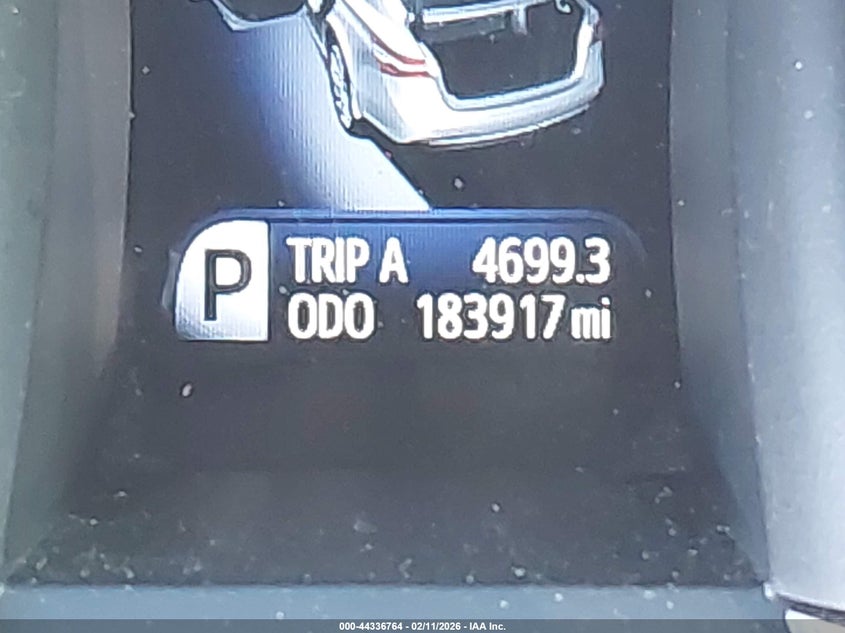 P
TRIP A 4699.3
ODO 183917 mi
000-44336764 - 02/11/2026 - IAA Inc.